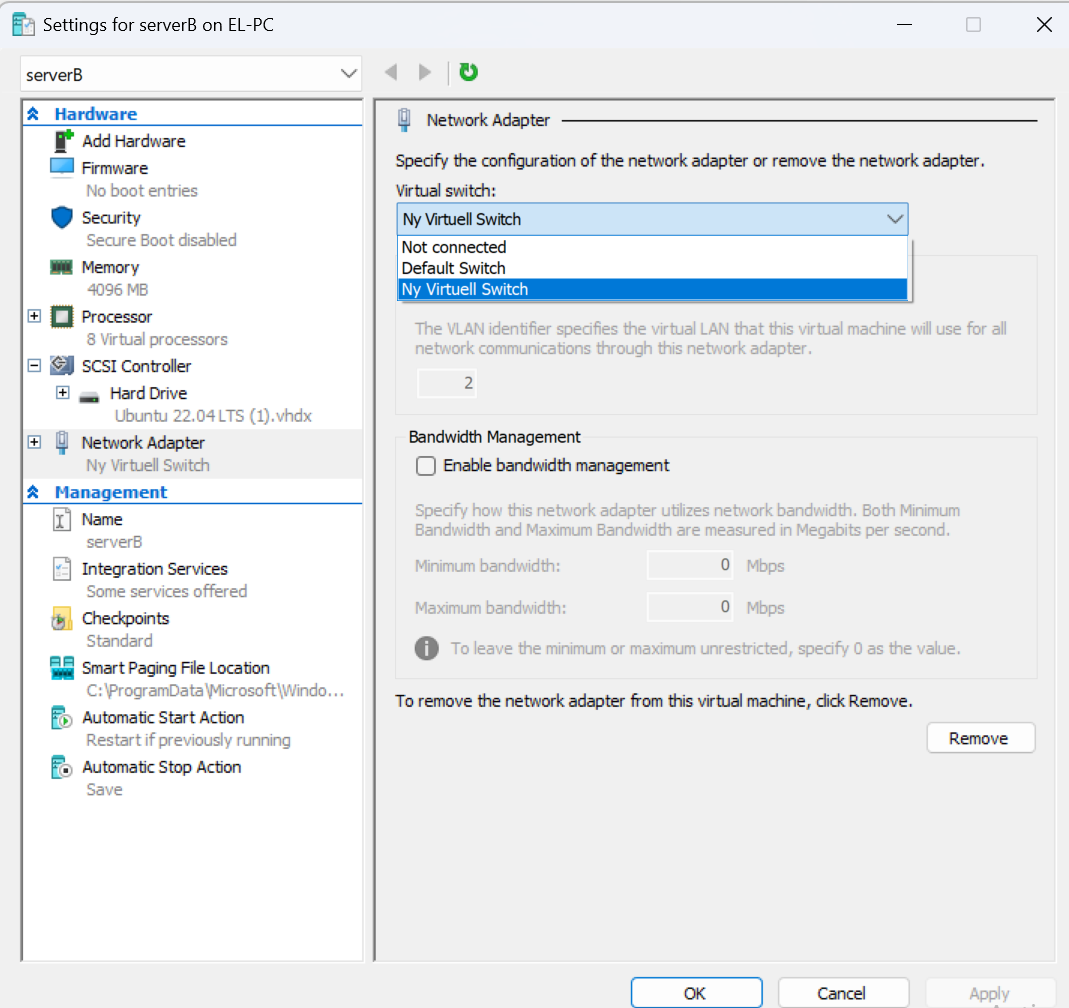 Settings for serverB on EL-PC
serverB
Hardware
Add Hardware
Firmware
No boot entries
Security
Secure Boot disabled
Memory
4096 MB
Processor
8 Virtual processors
SCSI Controller
Hard Drive
Ubuntu 22.04 LTS (1).vhdx
Network Adapter
Ny Virtuell Switch
Management
Name
serverB
Integration Services
Some services offered
Checkpoints
Standard
Smart Paging File Location
C:\ProgramData\Microsoft\Windo...
Automatic Start Action
Restart if previously running
Automatic Stop Action
Save
Network Adapter
Specify the configuration of the network adapter or remove the network adapter.
Virtual switch:
Ny Virtuell Switch
Not connected
Default Switch
Ny Virtuell Switch
The VLAN identifier specifies the virtual LAN that this virtual machine will use for all
network communications through this network adapter.
2
Bandwidth Management
Enable bandwidth management
Specify how this network adapter utilizes network bandwidth. Both Minimum
Bandwidth and Maximum Bandwidth are measured in Megabits per second.
Minimum bandwidth: 0 Mbps
Maximum bandwidth: 0 Mbps
To leave the minimum or maximum unrestricted, specify 0 as the value.
To remove the network adapter from this virtual machine, click Remove.
Remove
OK Cancel Apply